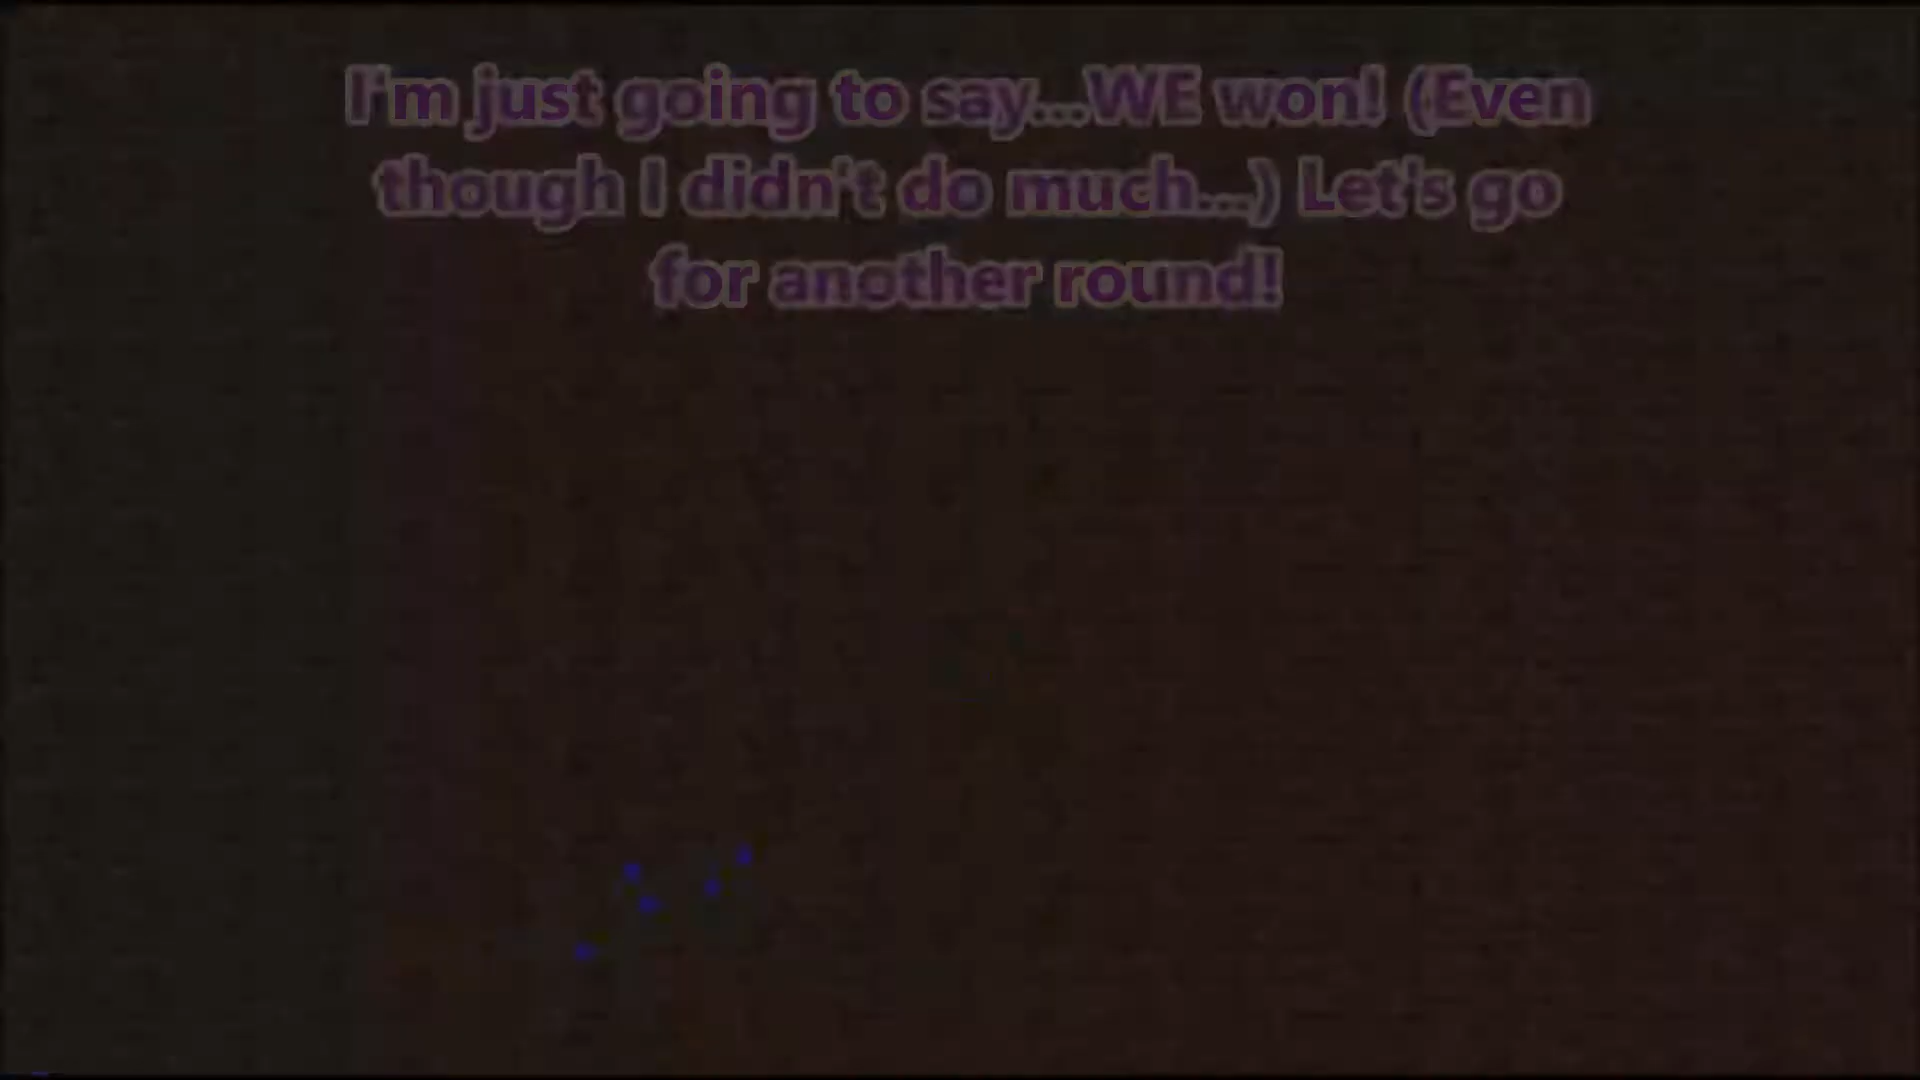 I'm just going to say...WE won! (Even
though I didn't do much...) Let's go
for another round!